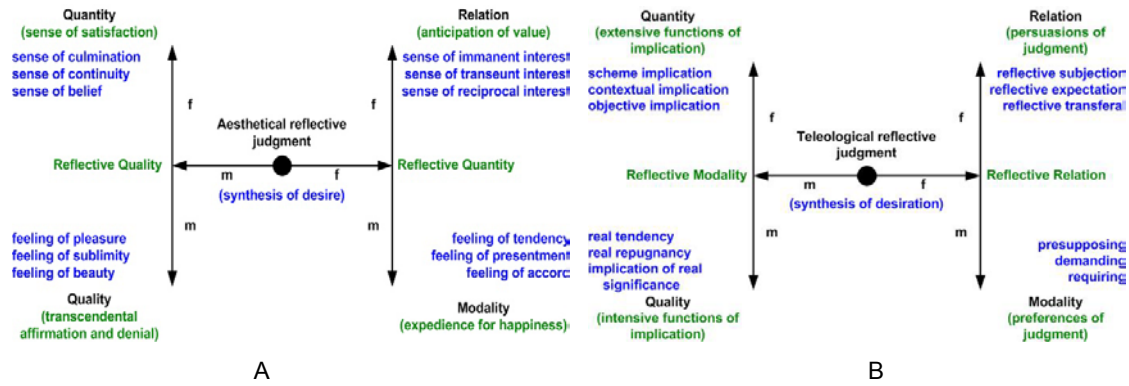 Quantity
(sense of satisfaction)
sense of culmination
sense of continuity
sense of belief
Relation
(anticipation of value)
sense of immanent interest
sense of transeunt interest
sense of reciprocal interest
f
f
Aesthetical reflective
judgment
Reflective Quality
Reflective Quantity
m
f
(synthesis of desire)
m
m
feeling of pleasure
feeling of sublimity
feeling of beauty
Quality
(transcendental
affirmation and denial)
feeling of tendency
feeling of presentment
feeling of accord
Modality
(expedience for happiness)
A
Quantity
(extensive functions of
implication)
scheme implication
contextual implication
objective implication
Relation
(persuasions of
judgment)
reflective subjection
reflective expectation
reflective transferal
f
f
Teleological reflective
judgment
Reflective Modality
Reflective Relation
m
f
(synthesis of desiration)
m
m
real tendency
real repugnancy
implication of real
significance
Quality
(intensive functions of
implication)
presupposing
demanding
requiring
Modality
(preferences of
judgment)
B